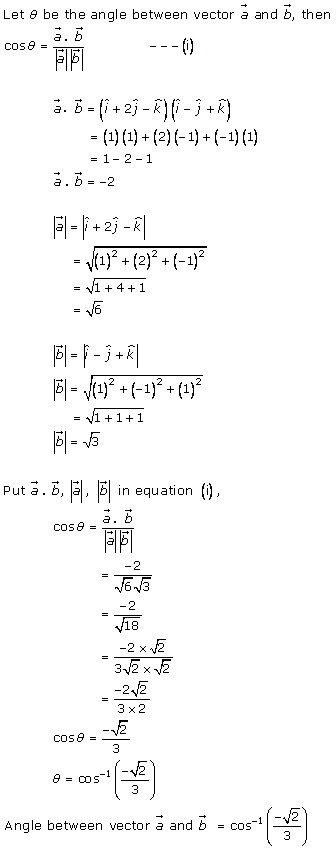 Let θ be the angle between vector a⃗ and b⃗, then
cosθ = (a⃗ . b⃗)/(|a⃗||b⃗|) - - -(i)
a⃗. b⃗ = (î + 2ĵ − k̂)(î − ĵ + k̂)
= (1)(1) + (2)(−1) + (−1)(1)
= 1 − 2 − 1
a⃗. b⃗ = −2
|a⃗| = |î + 2ĵ − k̂|
= √((1)² + (2)² + (−1)²)
= √(1 + 4 + 1)
= √6
|b⃗| = |î − ĵ + k̂|
|b⃗| = √((1)² + (−1)² + (1)²)
= √(1 + 1 + 1)
|b⃗| = √3
Put a⃗ . b⃗, |a⃗| , |b⃗| in equation (i),
cosθ = (a⃗ . b⃗)/(|a⃗||b⃗|)
= −2/(√6√3)
= −2/√18
= (−2 × √2)/(3√2 × √2)
= (−2√2)/(3 × 2)
cosθ = −√2/3
θ = cos⁻¹(−√2/3)
Angle between vector a⃗ and b⃗ = cos⁻¹(−√2/3)